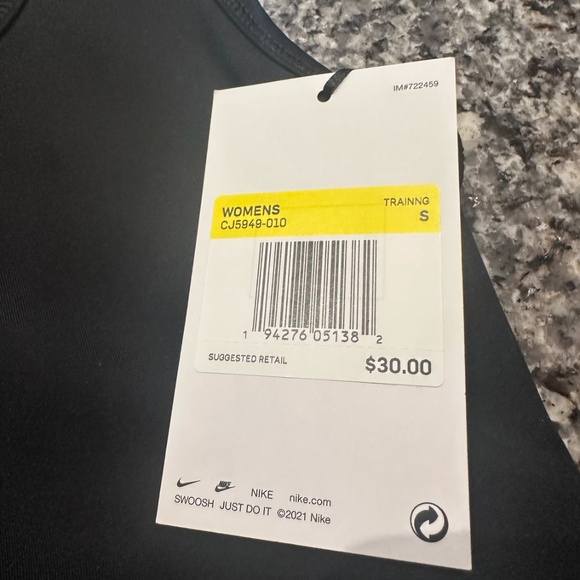 IM#722459
WOMENS TRAINNG
CJ5949-010 S
1 94276 05138 2
SUGGESTED RETAIL $30.00
NIKE nike.com
SWOOSH JUST DO IT ©2021 Nike